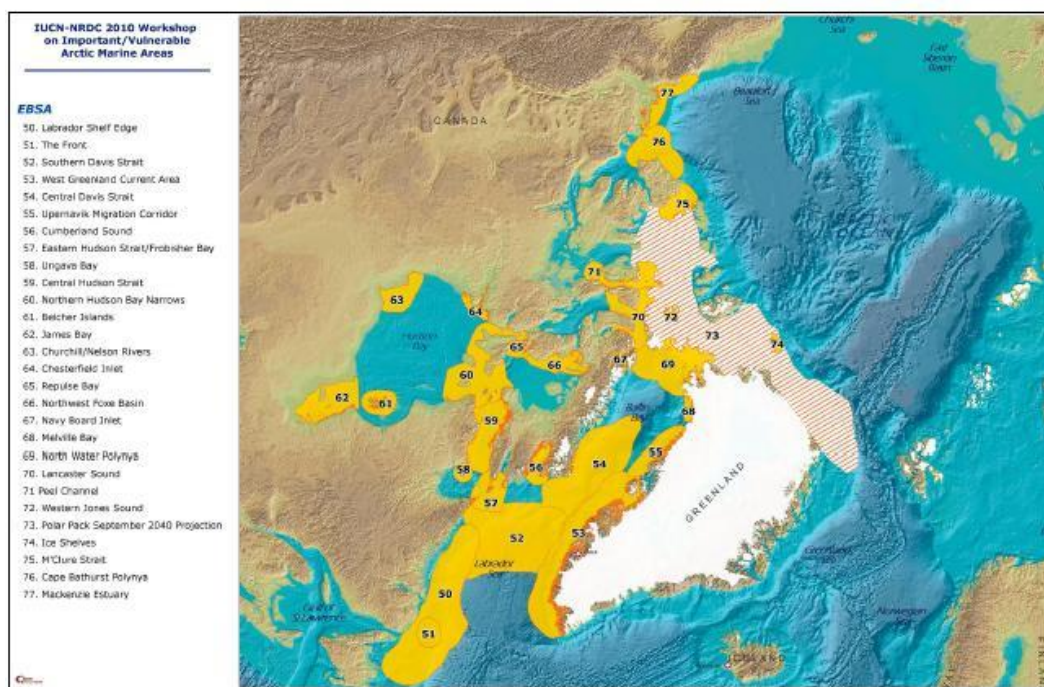 IUCN-NRDC 2010 Workshop
on Important/Vulnerable
Arctic Marine Areas
EBSA
50. Labrador Shelf Edge
51. The Front
52. Southern Davis Strait
53. West Greenland Current Area
54. Central Davis Strait
55. Upernavik Migration Corridor
56. Cumberland Sound
57. Eastern Hudson Strait/Frobisher Bay
58. Ungava Bay
59. Central Hudson Strait
60. Northern Hudson Bay Narrows
61. Belcher Islands
62. James Bay
63. Churchill/Nelson Rivers
64. Chesterfield Inlet
65. Repulse Bay
66. Northwest Foxe Basin
67. Navy Board Inlet
68. Melville Bay
69. North Water Polynya
70. Lancaster Sound
71 Peel Channel
72. Western Jones Sound
73. Polar Pack September 2040 Projection
74. Ice Shelves
75. M'Clure Strait
76. Cape Bathurst Polynya
77. Mackenzie Estuary
Sea
East
Siberian
Beaufort
Sea
77
CANADA
76
75
71
63
64
70
72
73
74
Hudson
Bay
65
66
67
69
60
62
61
68
59
Baffin
Bay
54
55
58
56
GREENLAND
57
52
53
Greenland
Sea
Labrador
Sea
50
Gulf of
St Lawrence
Norwegian
Sea
51
ICELAND
FINLAND